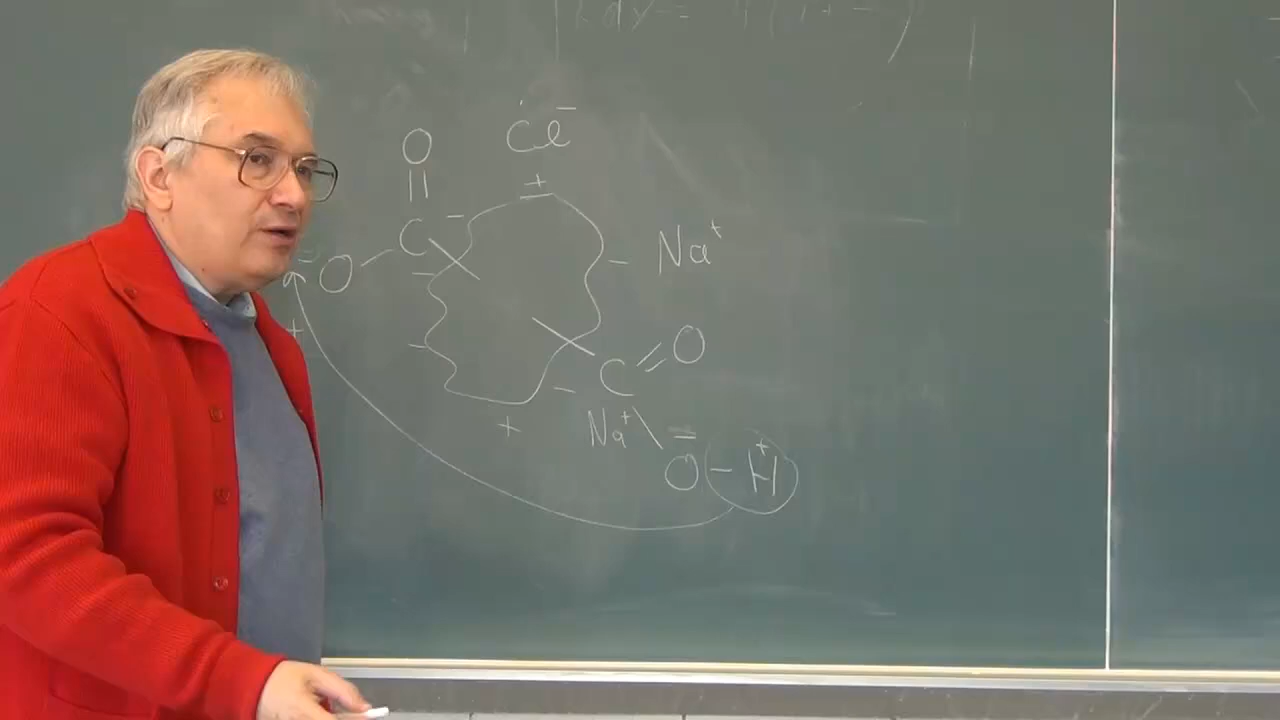 O Cl⁻
||
C − + − Na⁺
− O −
+ −
− C = O
+ − Na⁺ \
O⁻ − H⁺